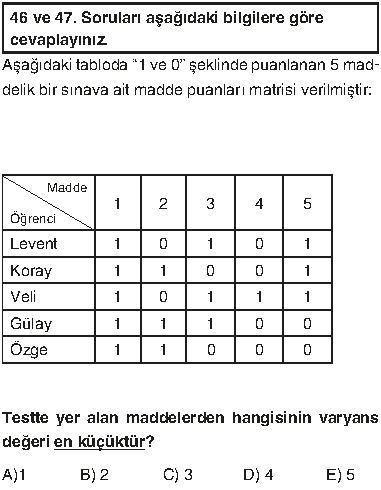 46 ve 47. Soruları aşağıdaki bilgilere göre
cevaplayınız.
Aşağıdaki tabloda "1 ve 0" şeklinde puanlanan 5 mad-
delik bir sınava ait madde puanları matrisi verilmiştir:
Madde
Öğrenci
1 2 3 4 5
Levent 1 0 1 0 1
Koray 1 1 0 0 1
Veli 1 0 1 1 1
Gülay 1 1 1 0 0
Özge 1 1 0 0 0
Testte yer alan maddelerden hangisinin varyans
değeri en küçüktür?
A)1 B) 2 C) 3 D) 4 E) 5